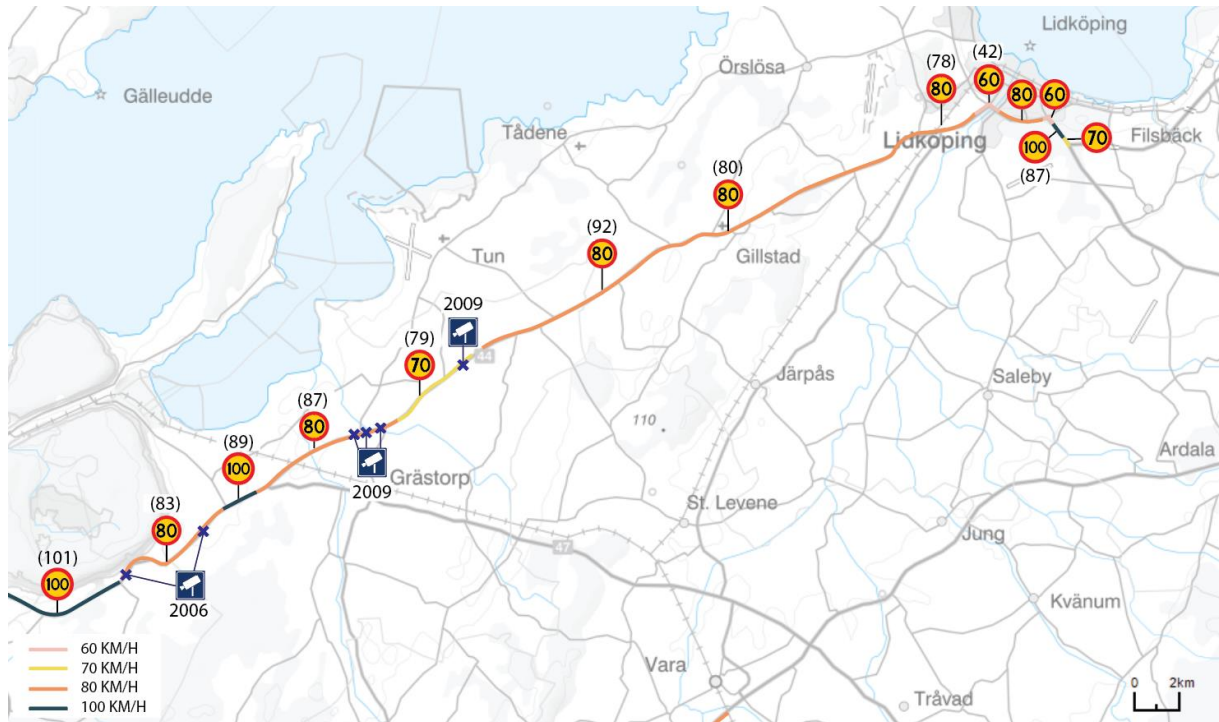 Lidköping
Gälleudde
Örslösa
(78)
80
(42)
60
80
60
Tådene
Lidköping
100
(87)
70
Filsbäck
(80)
80
Tun
(92)
80
Gillstad
2009
(79)
70
44
Järpås
Saleby
(87)
80
110
(89)
100
Grästorp
2009
Ardala
(83)
80
St. Levene
Jung
47
(101)
100
2006
Kvänum
60 KM/H
70 KM/H
80 KM/H
100 KM/H
Vara
Tråvad
0 2km